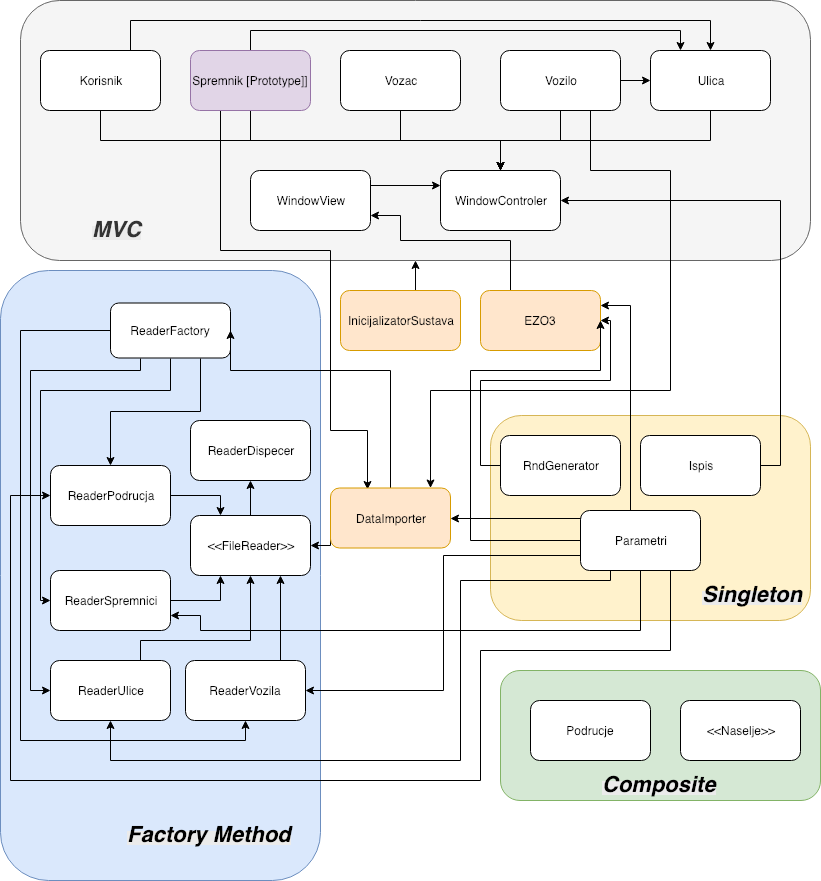 Korisnik
Spremnik [Prototype]]
Vozac
Vozilo
Ulica
WindowView
WindowControler
MVC
InicijalizatorSustava
EZO3
ReaderFactory
ReaderDispecer
ReaderPodrucja
<<FileReader>>
ReaderSpremnici
ReaderUlice
ReaderVozila
Factory Method
DataImporter
RndGenerator
Ispis
Parametri
Singleton
Podrucje
<<Naselje>>
Composite